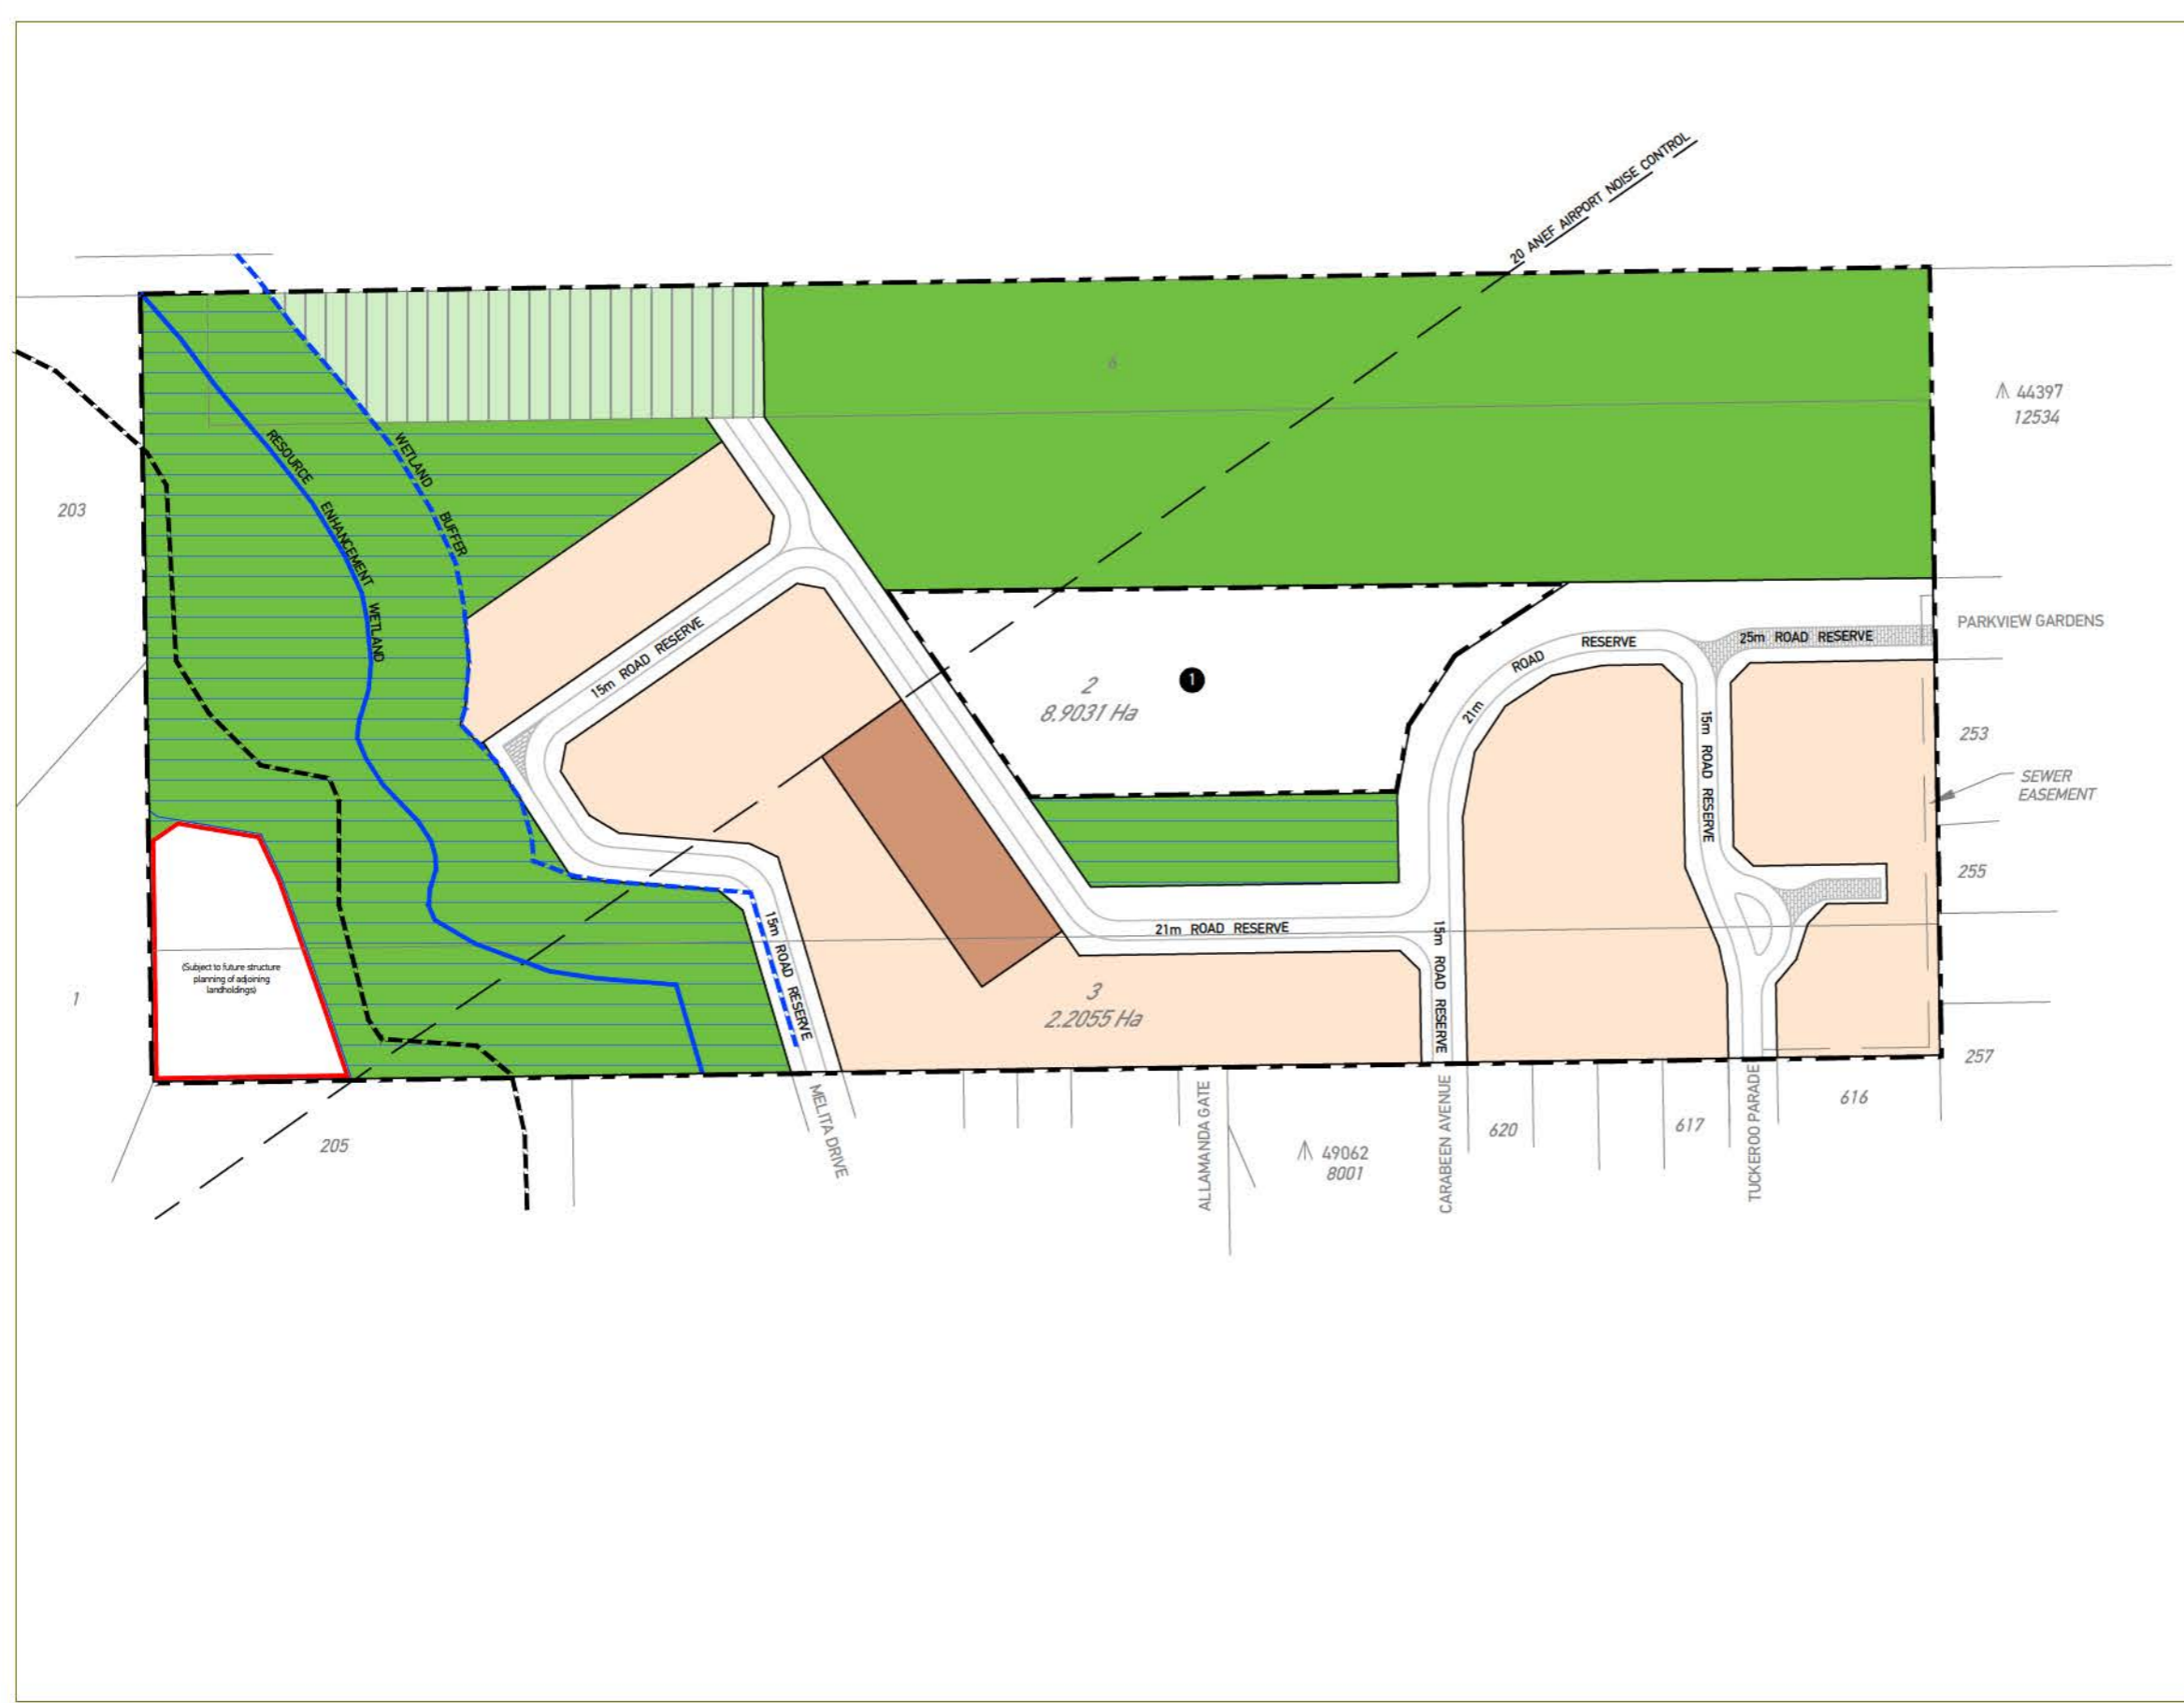 20 ANEF AIRPORT NOISE CONTROL
6
44397
12534
203
RESOURCE ENHANCEMENT WETLAND
WETLAND BUFFER
15m ROAD RESERVE
2
8.9031 Ha
1
21m ROAD RESERVE
25m ROAD RESERVE
PARKVIEW GARDENS
15m ROAD RESERVE
253
SEWER
EASEMENT
255
(Subject to future structure
planning of adjoining
landholdings)
1
15m ROAD RESERVE
21m ROAD RESERVE
15m ROAD RESERVE
3
2.2055 Ha
257
205
MELITA DRIVE
ALLAMANDA GATE
49062
8001
CARABEEN AVENUE
620
617
TUCKEROO PARADE
616